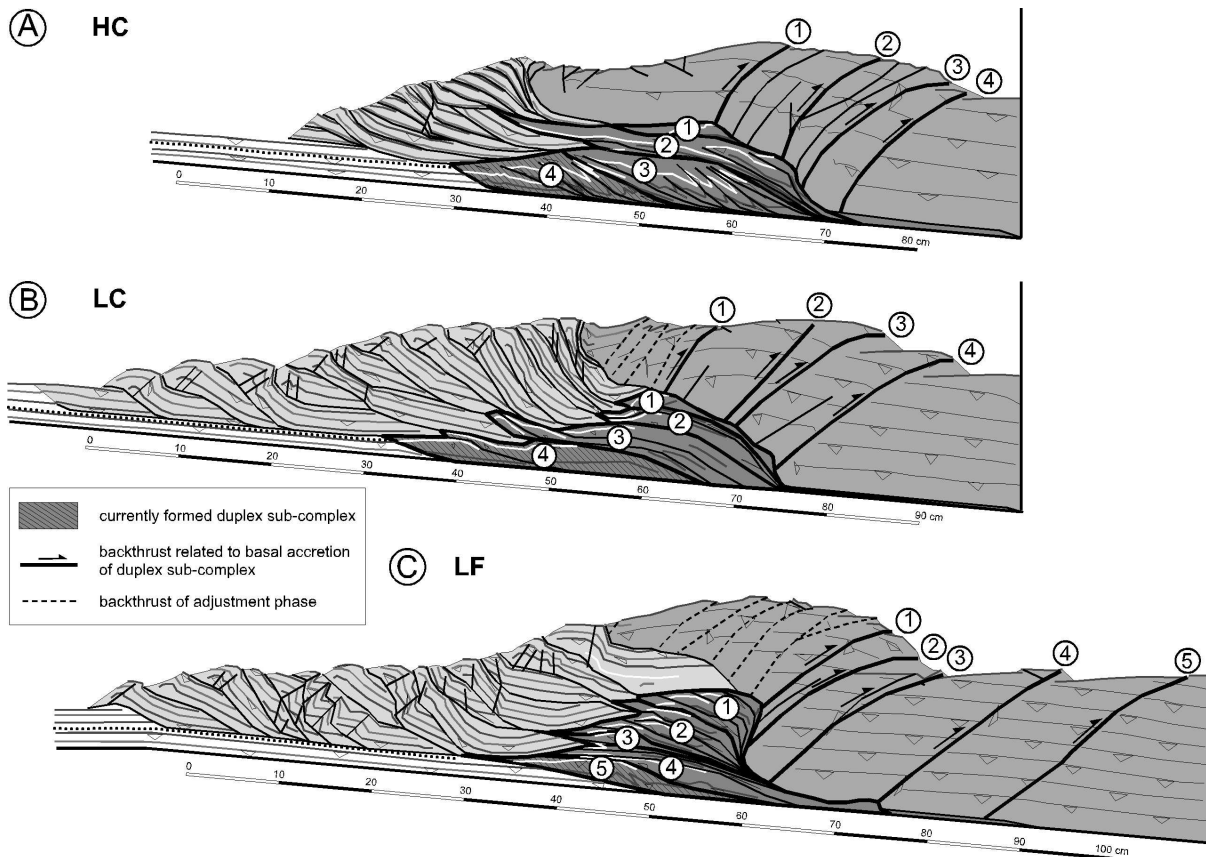 A HC
1 2 3 4
1
2
3
4
0 10 20 30 40 50 60 70 80 cm
B LC
1 2 3 4
1
2
3
4
0 10 20 30 40 50 60 70 80 90 cm
currently formed duplex sub-complex
backthrust related to basal accretion
of duplex sub-complex
backthrust of adjustment phase
C LF
1
2 3 4 5
1
2
3
4
5
0 10 20 30 40 50 60 70 80 90 100 cm